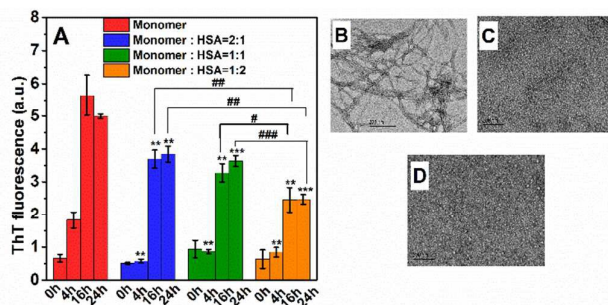 A
Monomer
Monomer : HSA=2:1
Monomer : HSA=1:1
Monomer : HSA=1:2
ThT fluorescence (a.u.)
8
7
6
5
4
3
2
1
0
##
##
#
###
** **
**
** ***
**
** ***
**
0h 4h 16h 24h 0h 4h 16h 24h 0h 4h 16h 24h 0h 4h 16h 24h
B
C
D